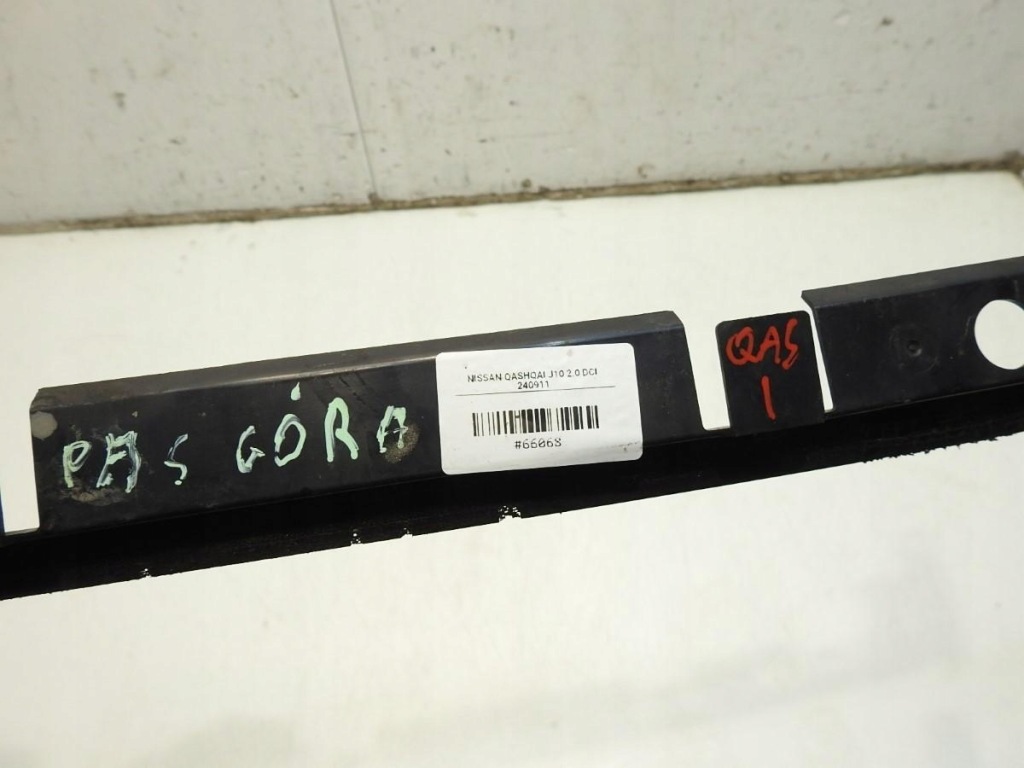 PAS GÓRA
NISSAN QASHQAI J10 2.0 DCI
240911
#66068
QAS
1